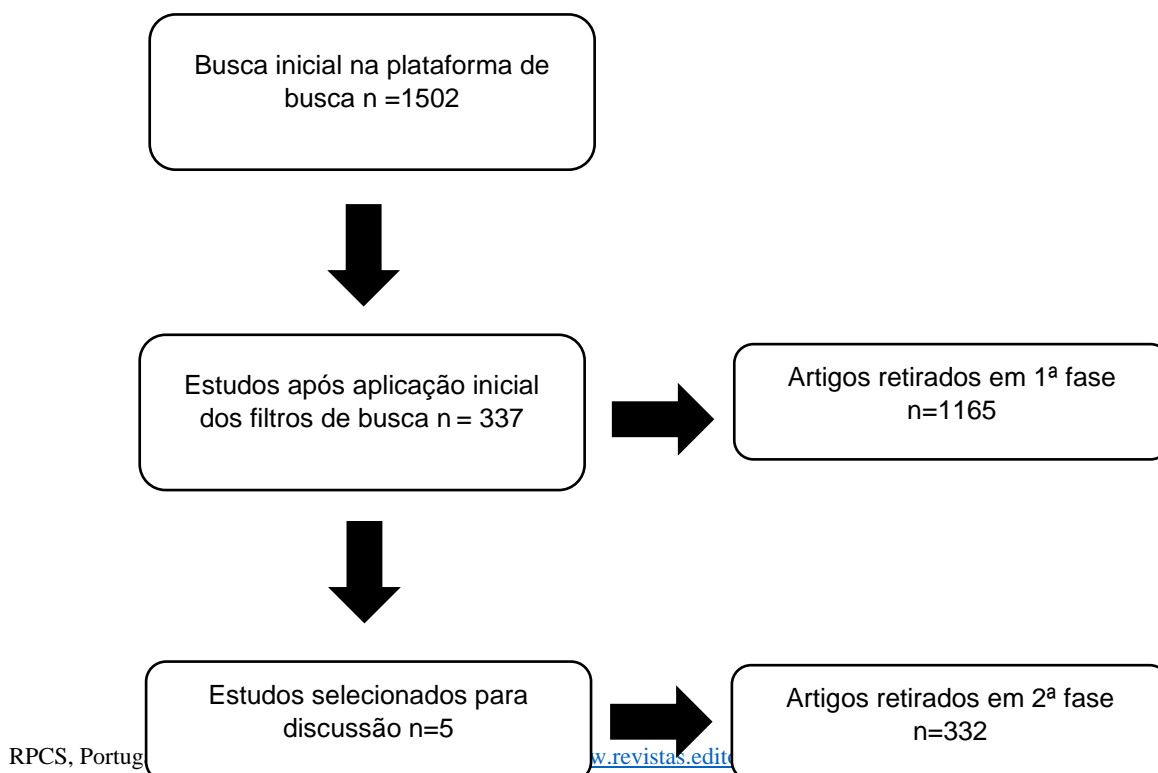 Busca inicial na plataforma de
busca n =1502
Estudos após aplicação inicial
dos filtros de busca n = 337
Artigos retirados em 1ª fase
n=1165
Estudos selecionados para
discussão n=5
Artigos retirados em 2ª fase
n=332
RPCS, Portug
w.revistas.edit